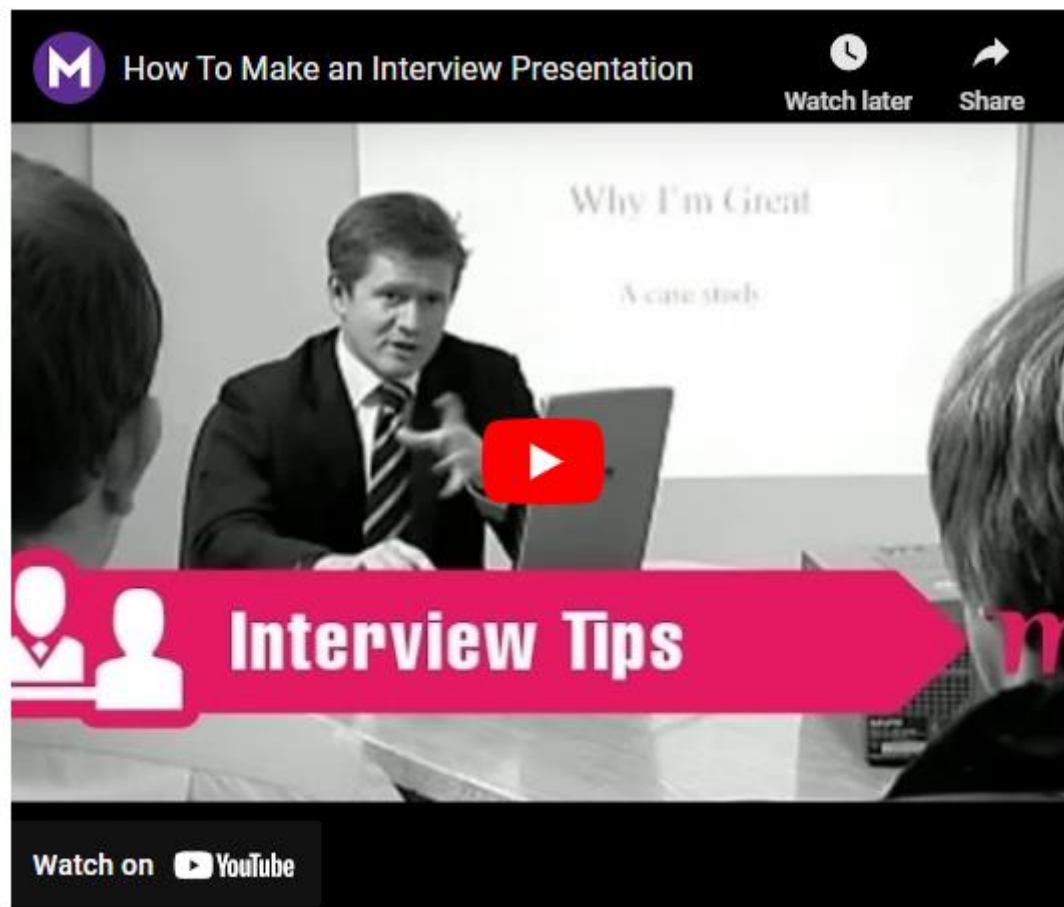 M
How To Make an Interview Presentation
Watch later
Share
Why I'm Great
A case study
Interview Tips
m
Watch on YouTube